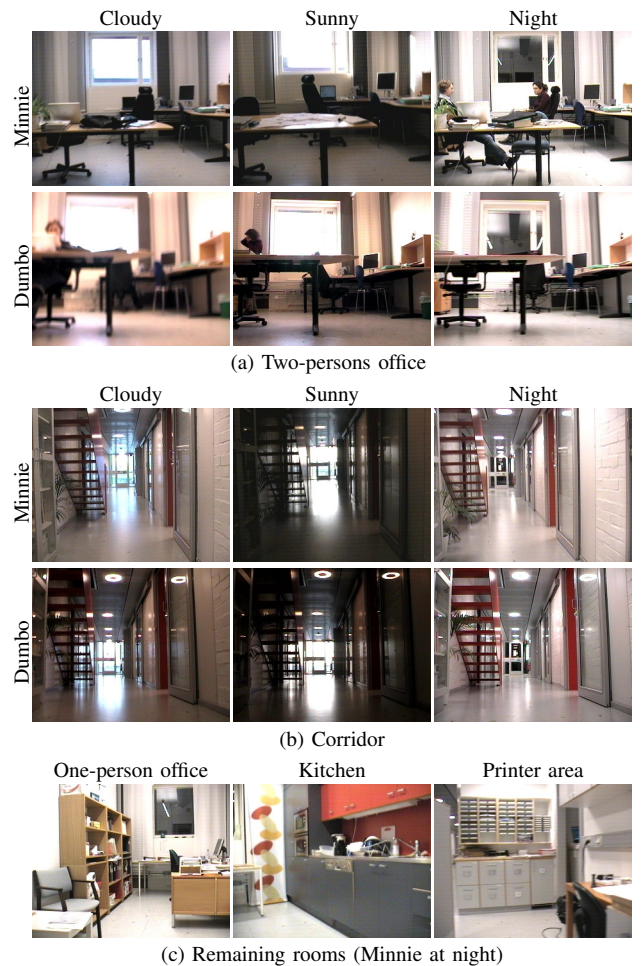 Cloudy Sunny Night
Minnie
Dumbo
(a) Two-persons office
Cloudy Sunny Night
Minnie
Dumbo
(b) Corridor
One-person office Kitchen Printer area
(c) Remaining rooms (Minnie at night)